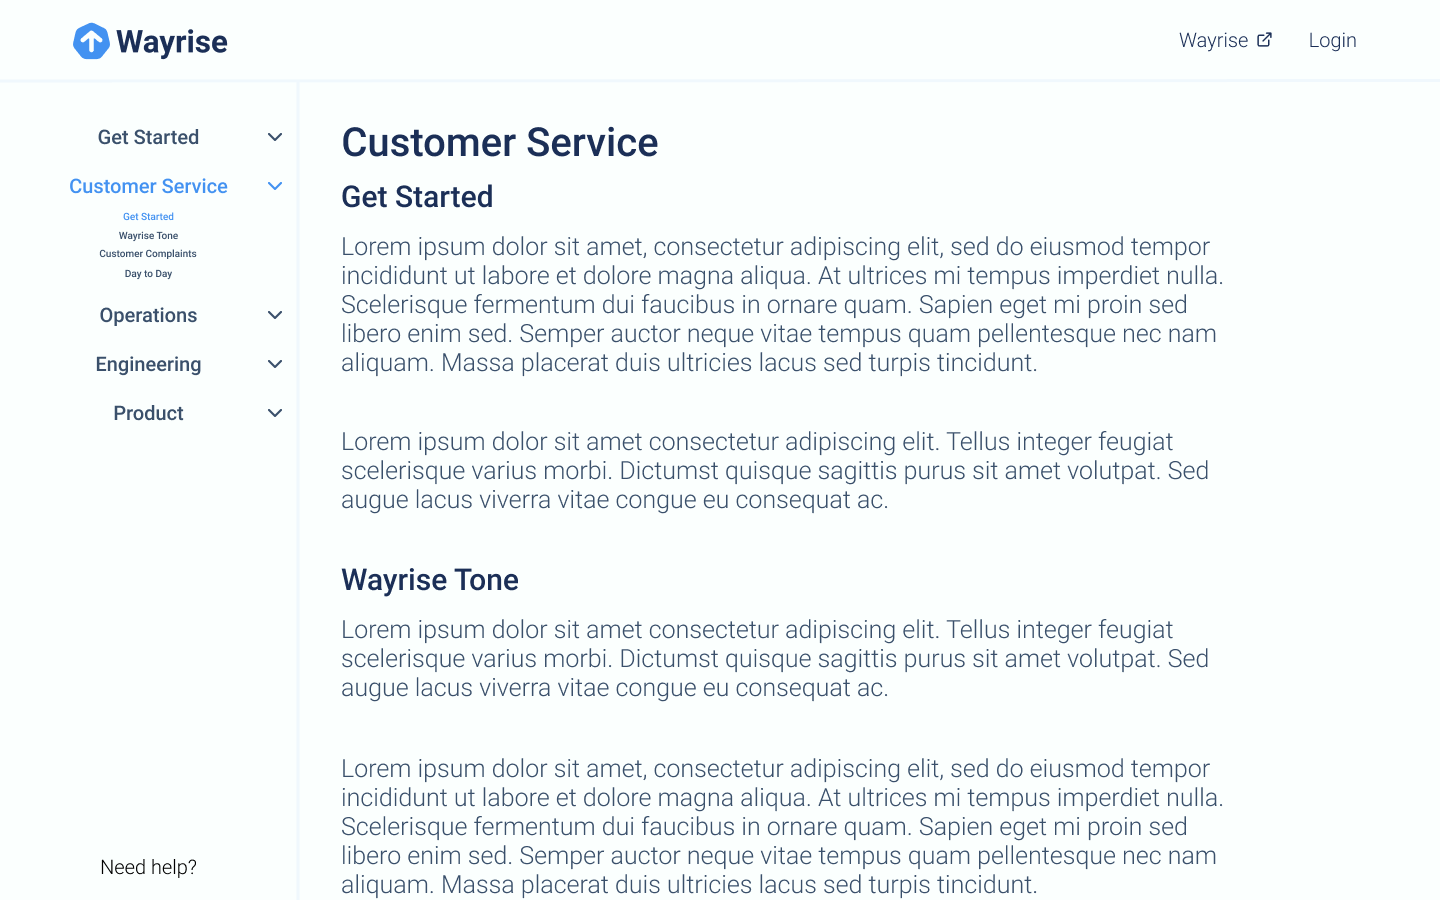 Wayrise
Wayrise
Login
Get Started
Customer Service
Get Started
Wayrise Tone
Customer Complaints
Day to Day
Operations
Engineering
Product
Need help?
Customer Service
Get Started
Lorem ipsum dolor sit amet, consectetur adipiscing elit, sed do eiusmod tempor
incididunt ut labore et dolore magna aliqua. At ultrices mi tempus imperdiet nulla.
Scelerisque fermentum dui faucibus in ornare quam. Sapien eget mi proin sed
libero enim sed. Semper auctor neque vitae tempus quam pellentesque nec nam
aliquam. Massa placerat duis ultricies lacus sed turpis tincidunt.
Lorem ipsum dolor sit amet consectetur adipiscing elit. Tellus integer feugiat
scelerisque varius morbi. Dictumst quisque sagittis purus sit amet volutpat. Sed
augue lacus viverra vitae congue eu consequat ac.
Wayrise Tone
Lorem ipsum dolor sit amet consectetur adipiscing elit. Tellus integer feugiat
scelerisque varius morbi. Dictumst quisque sagittis purus sit amet volutpat. Sed
augue lacus viverra vitae congue eu consequat ac.
Lorem ipsum dolor sit amet, consectetur adipiscing elit, sed do eiusmod tempor
incididunt ut labore et dolore magna aliqua. At ultrices mi tempus imperdiet nulla.
Scelerisque fermentum dui faucibus in ornare quam. Sapien eget mi proin sed
libero enim sed. Semper auctor neque vitae tempus quam pellentesque nec nam
aliquam. Massa placerat duis ultricies lacus sed turpis tincidunt.